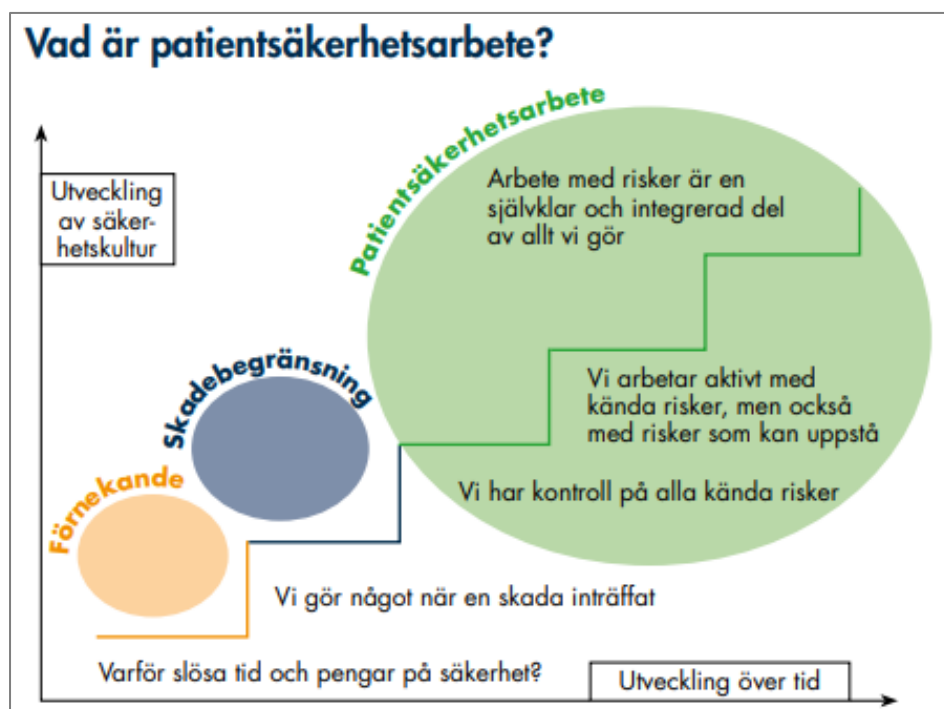 Vad är patientsäkerhetsarbete?
Utveckling
av säker-
hetskultur
Patientsäkerhetsarbete
Arbete med risker är en
självklar och integrerad del
av allt vi gör
Skadebegränsning
Vi arbetar aktivt med
kända risker, men också
med risker som kan uppstå
Förnekande
Vi har kontroll på alla kända risker
Vi gör något när en skada inträffat
Varför slösa tid och pengar på säkerhet?
Utveckling över tid